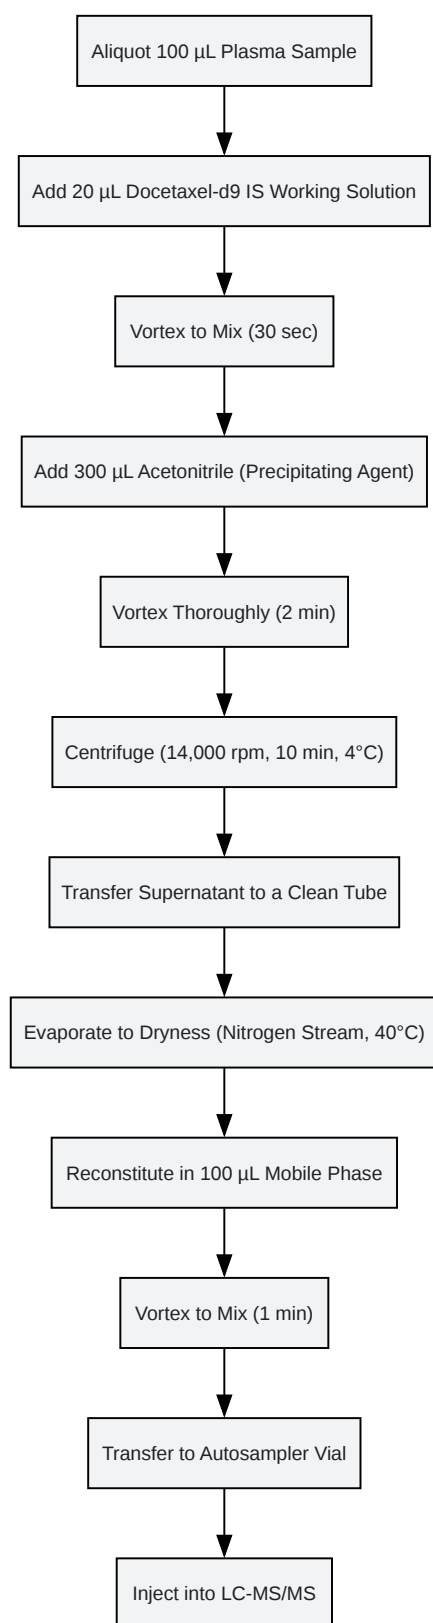 Aliquot 100 µL Plasma Sample
Add 20 µL Docetaxel-d9 IS Working Solution
Vortex to Mix (30 sec)
Add 300 µL Acetonitrile (Precipitating Agent)
Vortex Thoroughly (2 min)
Centrifuge (14,000 rpm, 10 min, 4°C)
Transfer Supernatant to a Clean Tube
Evaporate to Dryness (Nitrogen Stream, 40°C)
Reconstitute in 100 µL Mobile Phase
Vortex to Mix (1 min)
Transfer to Autosampler Vial
Inject into LC-MS/MS